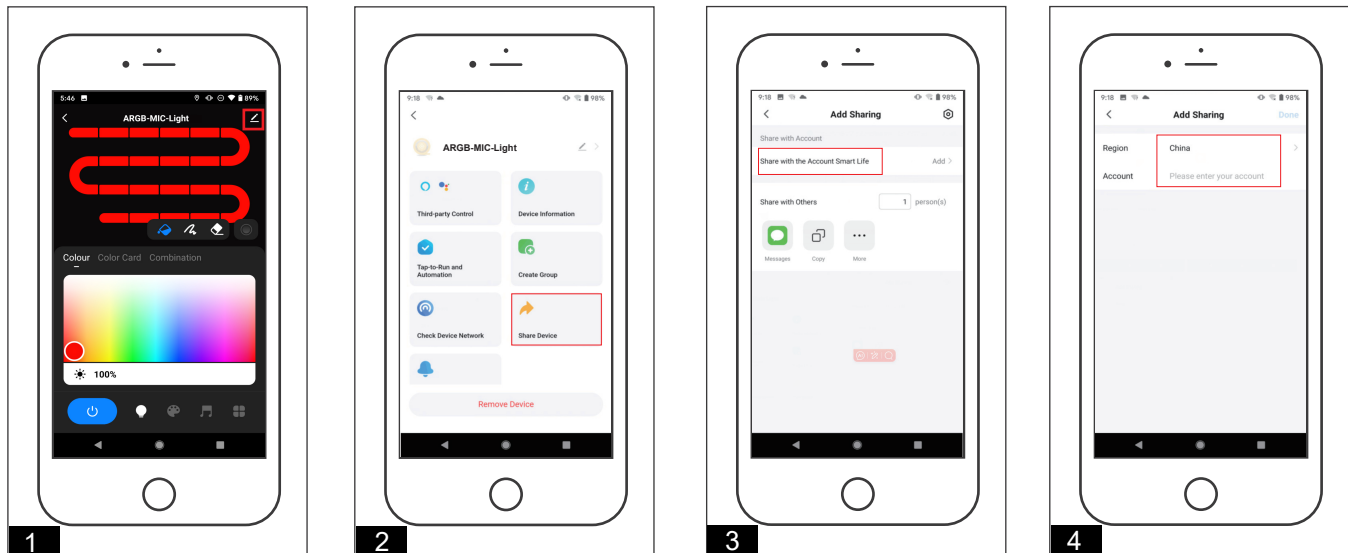 5:46
89%
ARGB-MIC-Light
Colour Color Card Combination
100%
1
9:18
98%
ARGB-MIC-Light
Third-party Control
Device Information
Tap-to-Run and
Automation
Create Group
Check Device Network
Share Device
Remove Device
2
9:18
98%
Add Sharing
Share with Account
Share with the Account Smart Life
Add
Share with Others
1 person(s)
Messages
Copy
More
3
9:18
98%
Add Sharing
Done
Region
China
Account
Please enter your account
4